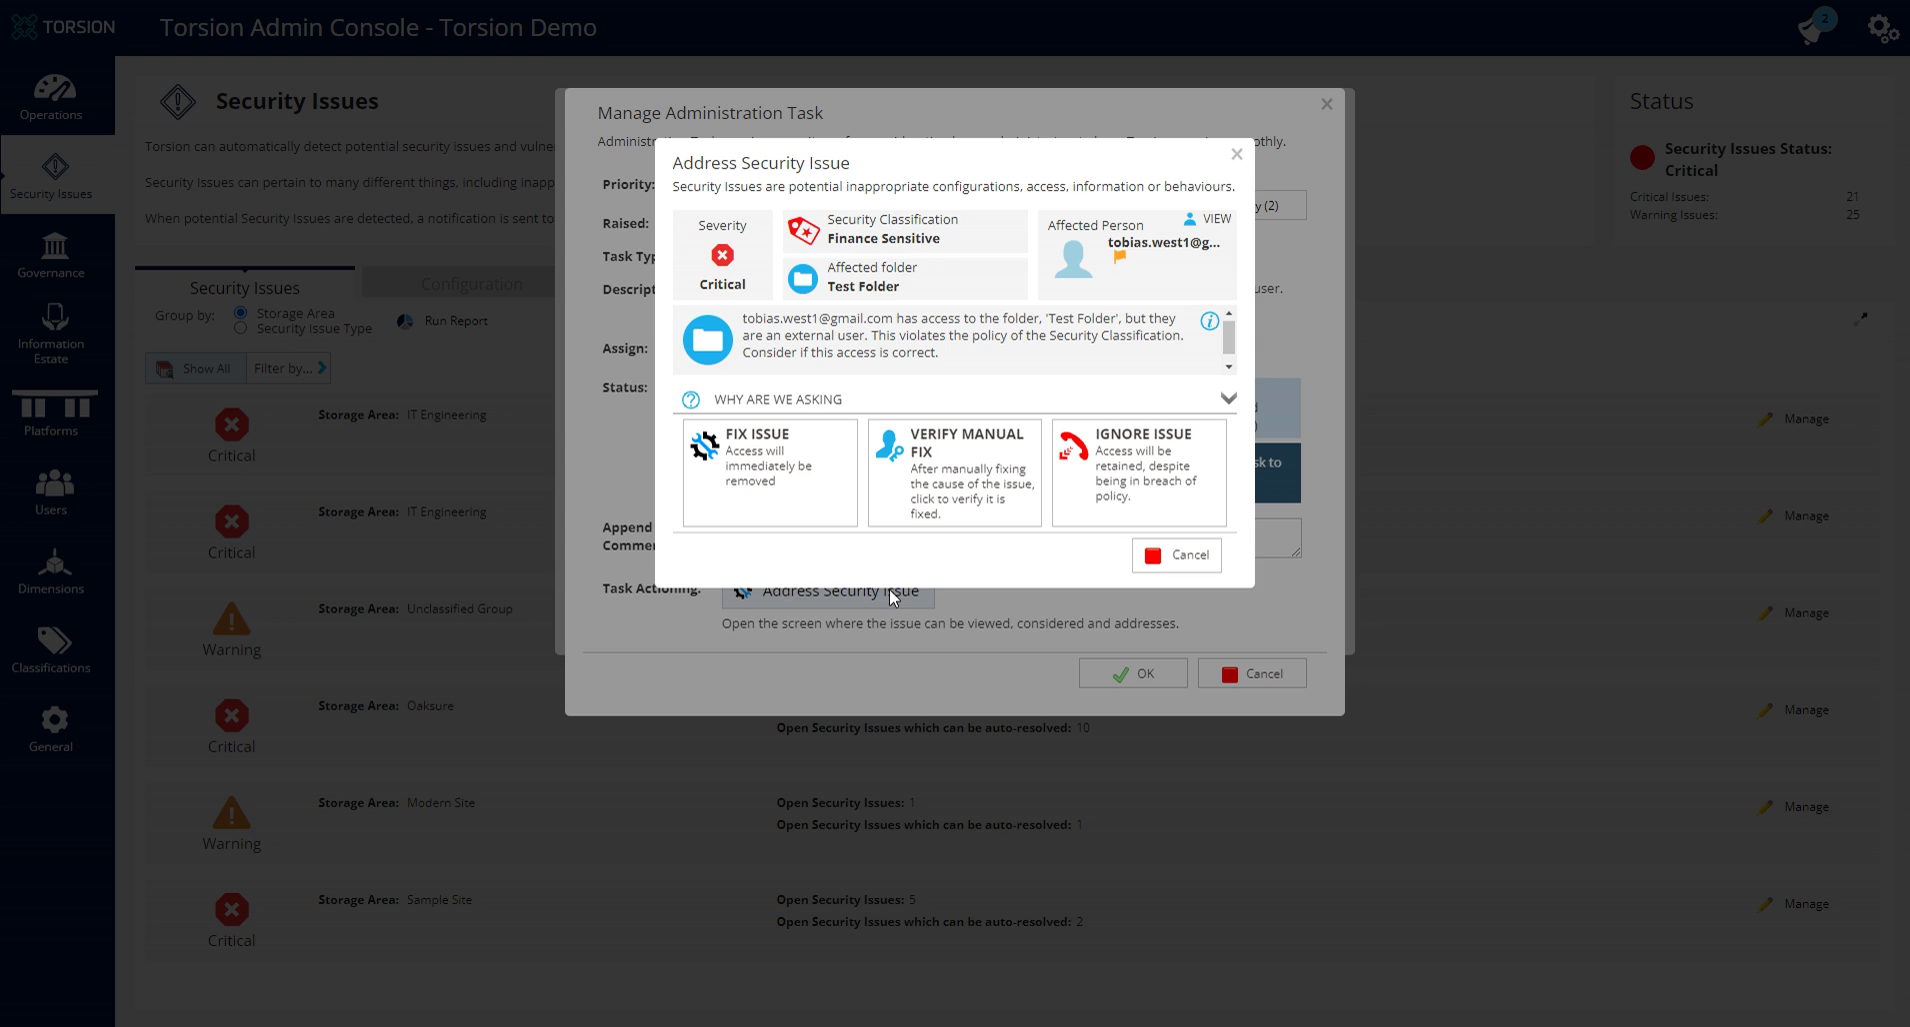 TORSION
Torsion Admin Console - Torsion Demo
2
Operations
Security Issues
Governance
Information
Estate
Platforms
Users
Dimensions
Classifications
General
Security Issues
Torsion can automatically detect potential security issues and vulne
Security Issues can pertain to many different things, including inapp
When potential Security Issues are detected, a notification is sent to
Status
Security Issues Status:
Critical
Critical Issues: 21
Warning Issues: 25
Security Issues
Configuration
Group by: Storage Area
Security Issue Type
Run Report
Show All
Filter by...
Critical
Storage Area: IT Engineering
Manage
Critical
Storage Area: IT Engineering
Manage
Warning
Storage Area: Unclassified Group
Manage
Critical
Storage Area: Oaksure
Open Security Issues which can be auto-resolved: 10
Manage
Warning
Storage Area: Modern Site
Open Security Issues: 1
Open Security Issues which can be auto-resolved: 1
Manage
Critical
Storage Area: Sample Site
Open Security Issues: 5
Open Security Issues which can be auto-resolved: 2
Manage
Manage Administration Task
othly.
Priority:
y (2)
Raised:
Task Typ
Descript
user.
Assign:
Status:
sk to
Append
Commen
Task Actioning:
Address Security Issue
Open the screen where the issue can be viewed, considered and addresses.
OK
Cancel
Address Security Issue
Security Issues are potential inappropriate configurations, access, information or behaviours.
Severity
Critical
Security Classification
Finance Sensitive
Affected folder
Test Folder
Affected Person
VIEW
tobias.west1@g...
tobias.west1@gmail.com has access to the folder, 'Test Folder', but they
are an external user. This violates the policy of the Security Classification.
Consider if this access is correct.
WHY ARE WE ASKING
FIX ISSUE
Access will
immediately be
removed
VERIFY MANUAL
FIX
After manually fixing
the cause of the issue,
click to verify it is
fixed.
IGNORE ISSUE
Access will be
retained, despite
being in breach of
policy.
Cancel